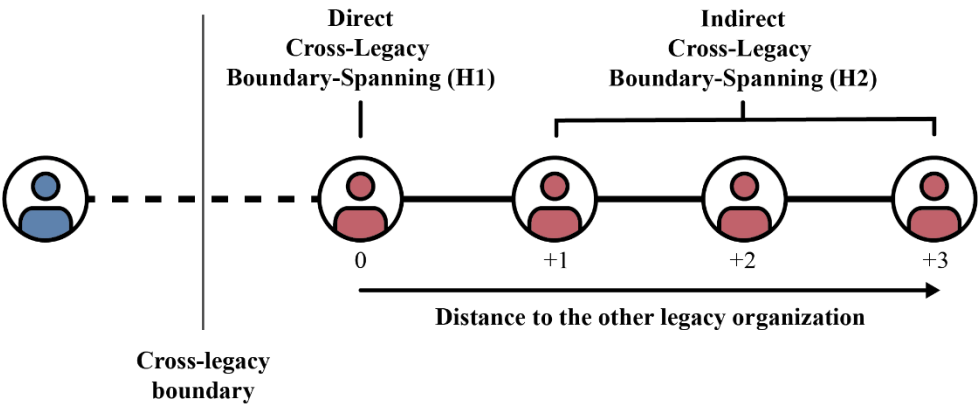 Direct
Cross-Legacy
Boundary-Spanning (H1)
Indirect
Cross-Legacy
Boundary-Spanning (H2)
0
+1
+2
+3
Distance to the other legacy organization
Cross-legacy
boundary